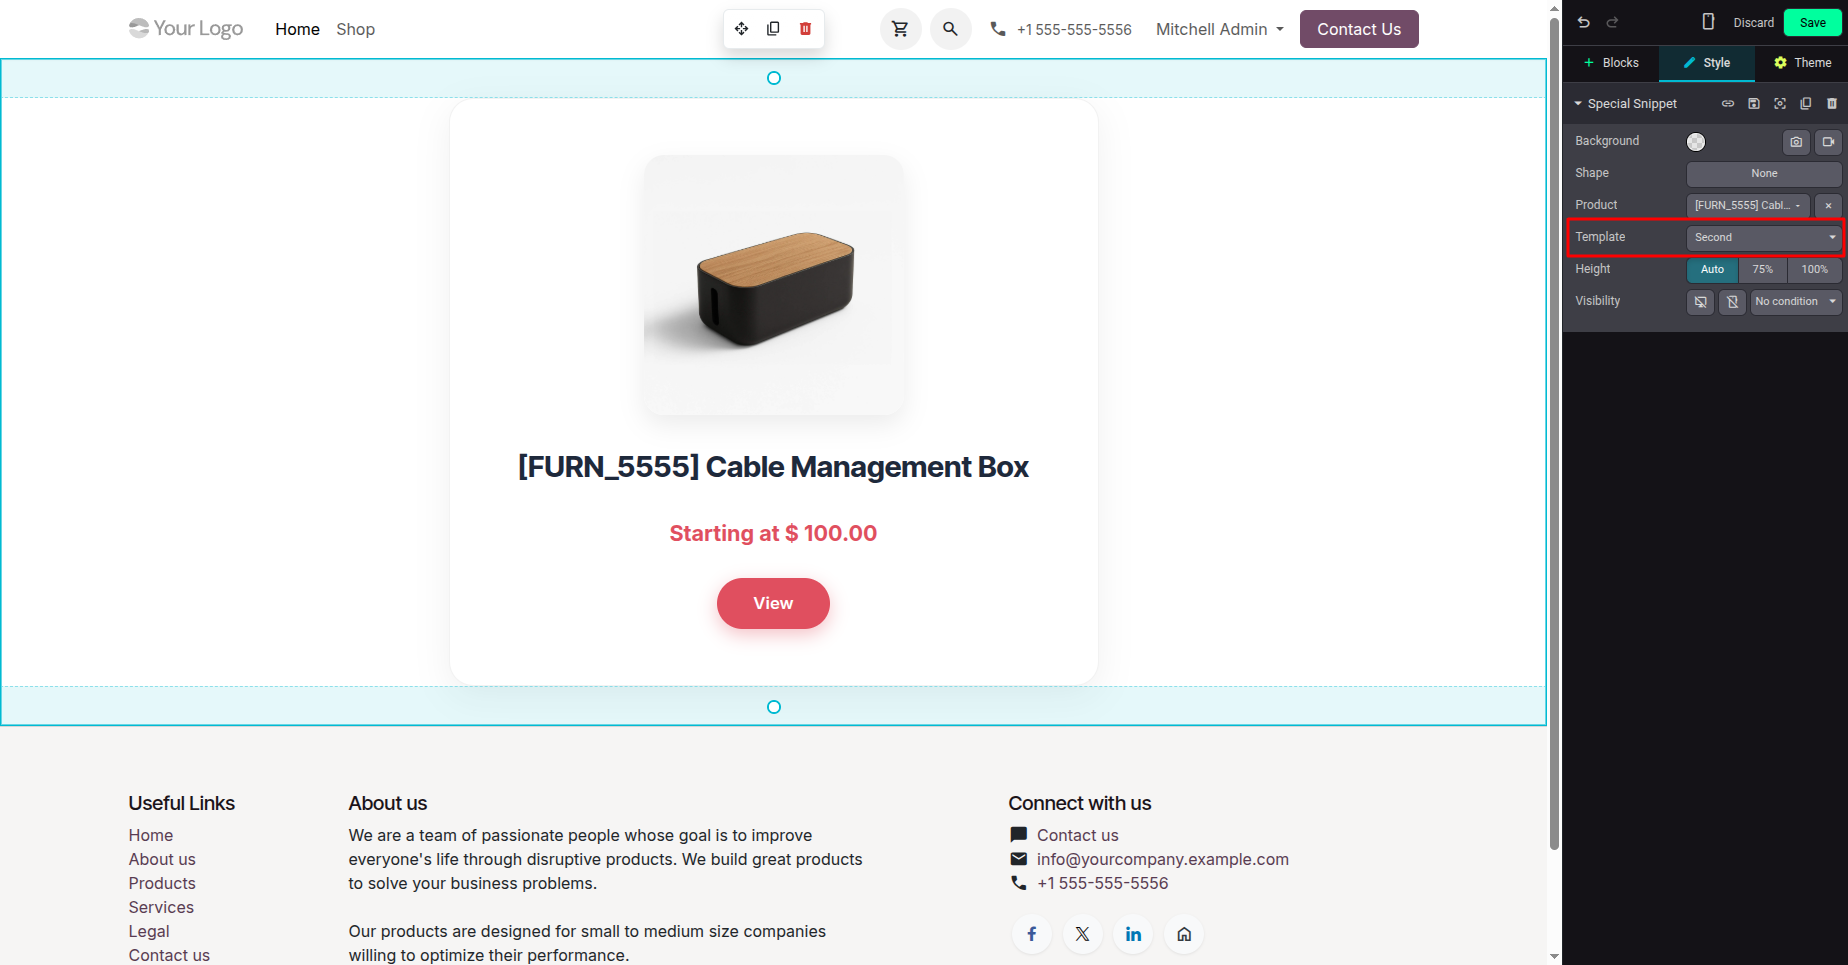 Your Logo
Home
Shop
+1 555-555-5556
Mitchell Admin
Contact Us
Discard
Save
Blocks
Style
Theme
Special Snippet
Background
Shape
None
Product
[FURN_5555] Cabl...
Template
Second
Height
Auto
75%
100%
Visibility
No condition
[FURN_5555] Cable Management Box
Starting at $ 100.00
View
Useful Links
Home
About us
Products
Services
Legal
Contact us
About us
We are a team of passionate people whose goal is to improve
everyone's life through disruptive products. We build great products
to solve your business problems.
Our products are designed for small to medium size companies
willing to optimize their performance.
Connect with us
Contact us
info@yourcompany.example.com
+1 555-555-5556